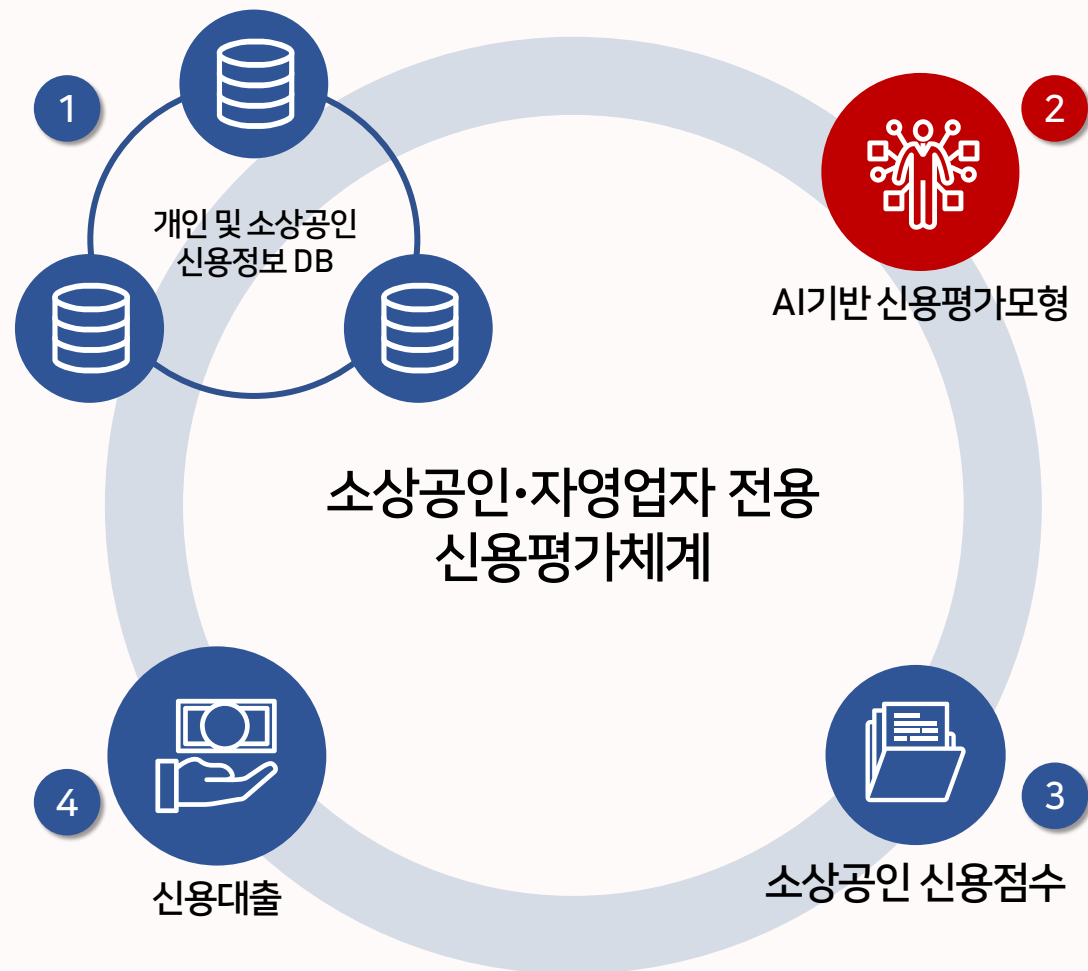 1
개인 및 소상공인
신용정보 DB
2
AI기반 신용평가모형
소상공인·자영업자 전용
신용평가체계
4
신용대출
3
소상공인 신용점수